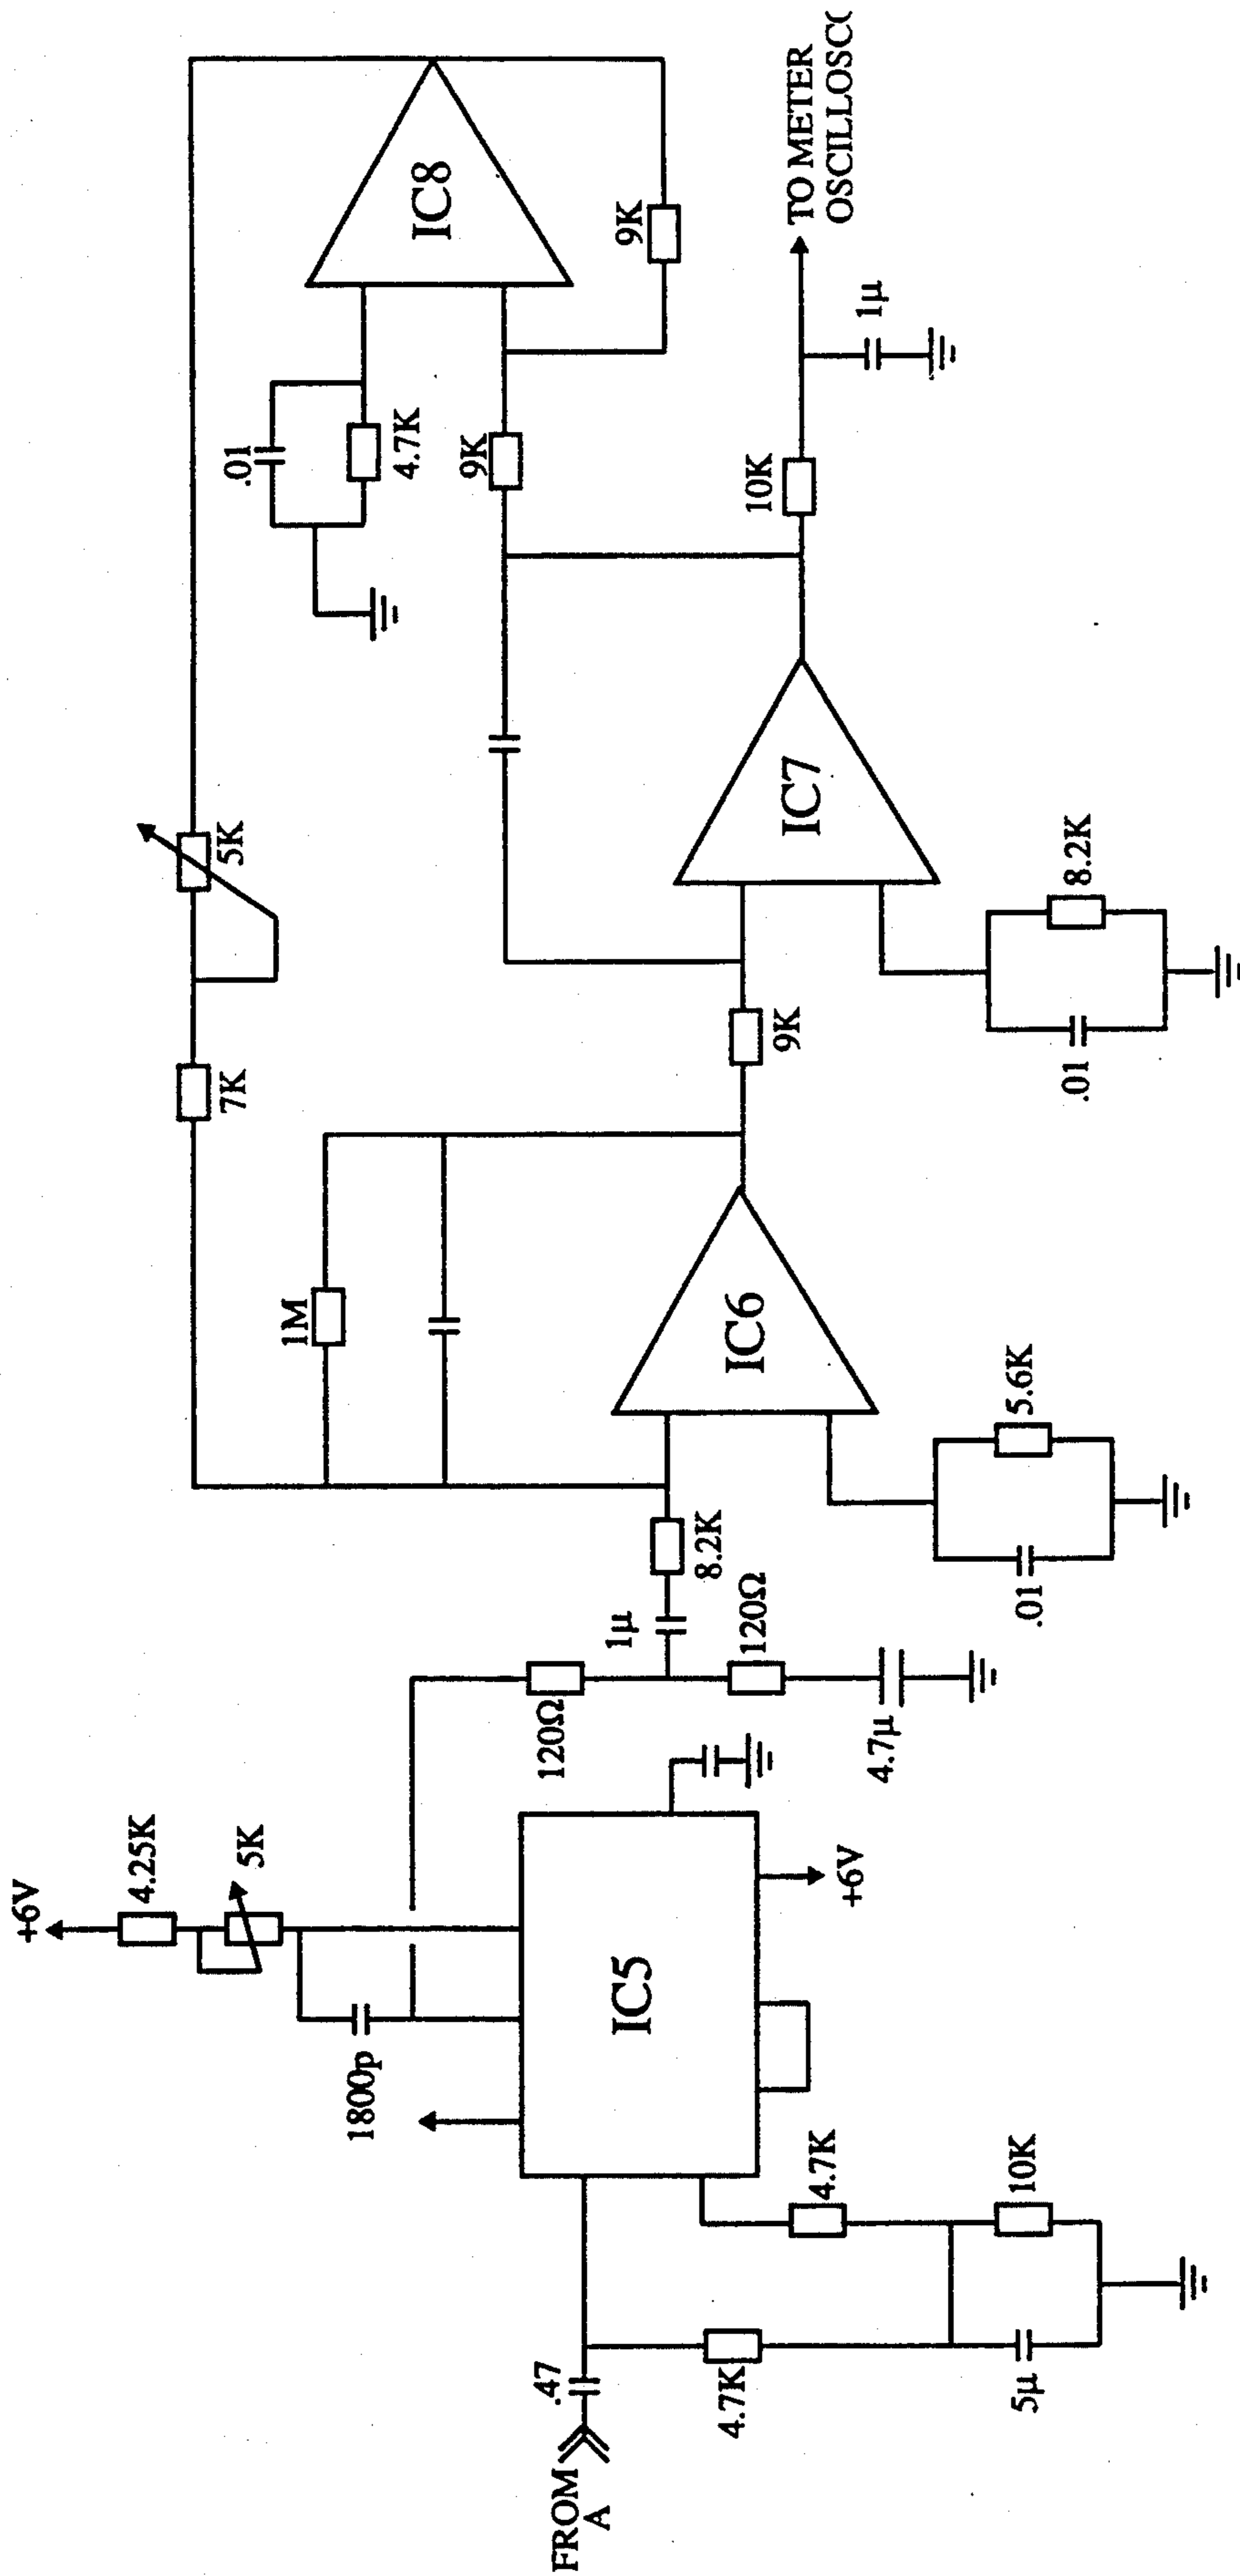 FROM
A
.47
4.7K
5µ
10K
4.7K
1800p
+6V
4.25K
5K
IC5
+6V
120Ω
1µ
120Ω
4.7µ
8.2K
1M
IC6
.01
5.6K
7K
5K
9K
IC7
.01
8.2K
.01
4.7K
9K
10K
IC8
9K
1µ
TO METER